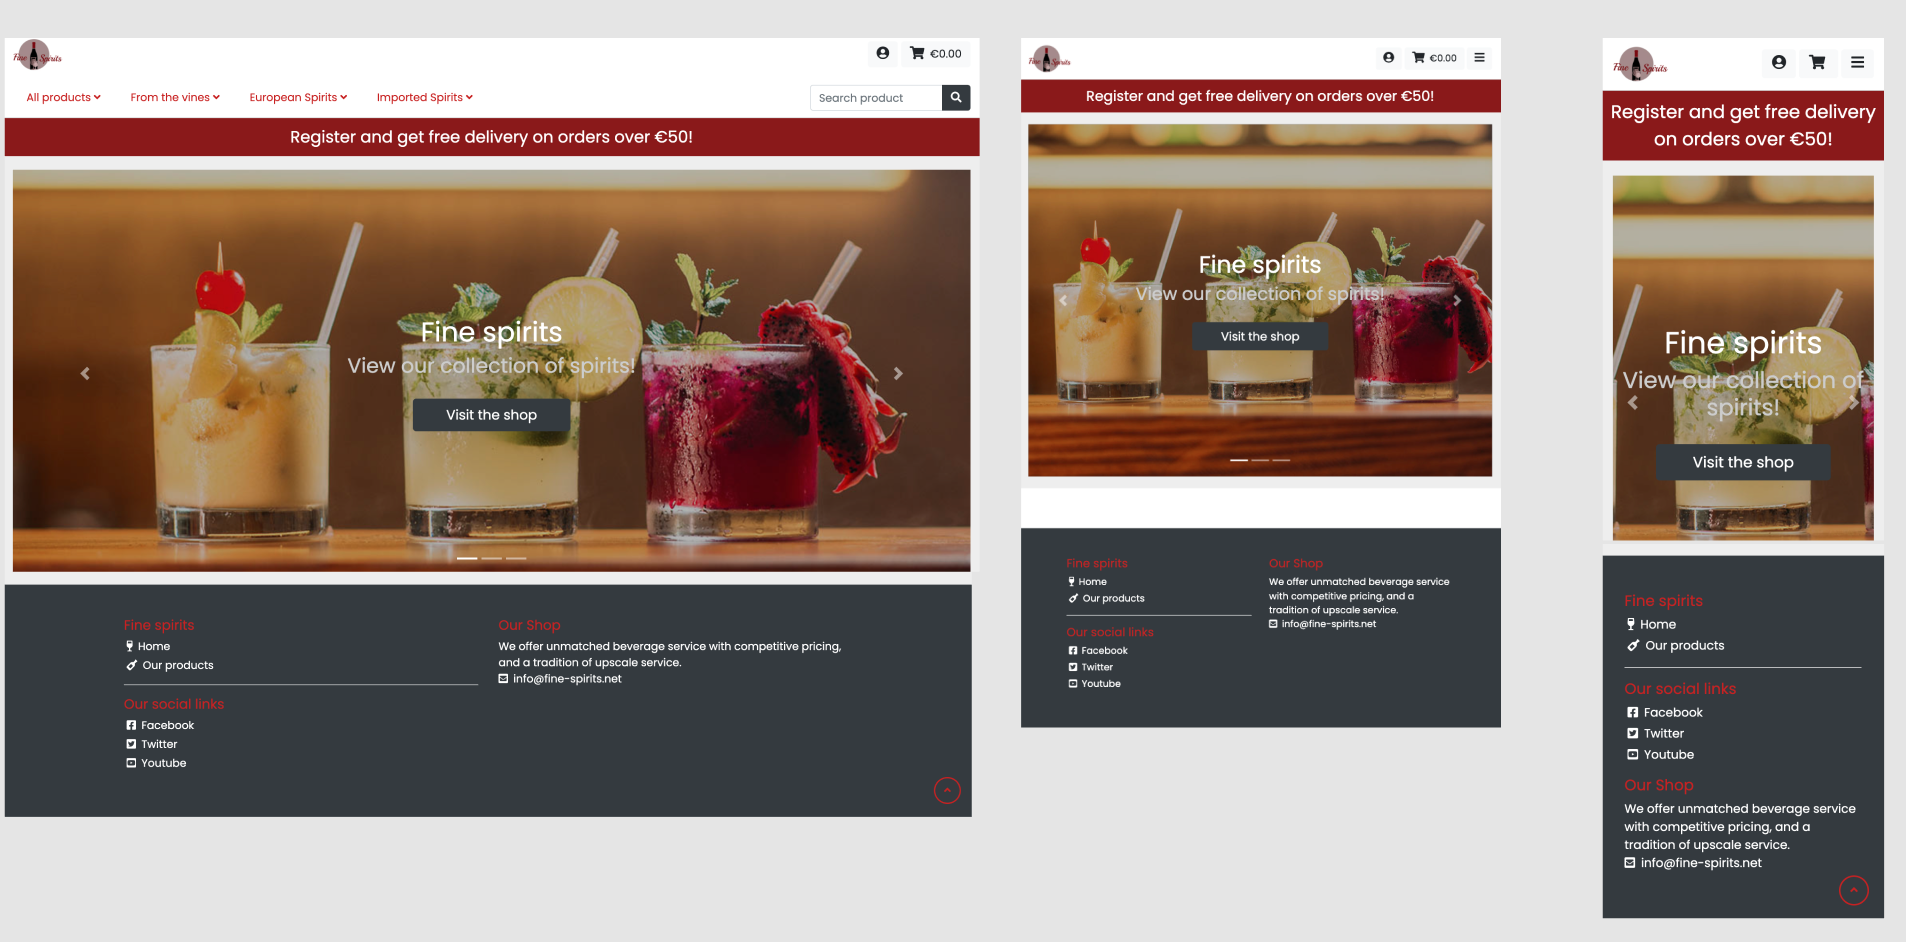 Fine Spirits
€0.00
All products From the vines European Spirits Imported Spirits Search product
Register and get free delivery on orders over €50!
Fine spirits
View our collection of spirits!
Visit the shop
Fine spirits
Home
Our products
Our social links
Facebook
Twitter
Youtube
Our Shop
We offer unmatched beverage service with competitive pricing,
and a tradition of upscale service.
info@fine-spirits.net
Fine Spirits
€0.00
Register and get free delivery on orders over €50!
Fine spirits
View our collection of spirits!
Visit the shop
Fine spirits
Home
Our products
Our social links
Facebook
Twitter
Youtube
Our Shop
We offer unmatched beverage service
with competitive pricing, and a
tradition of upscale service.
info@fine-spirits.net
Fine Spirits
Register and get free delivery
on orders over €50!
Fine spirits
View our collection of
spirits!
Visit the shop
Fine spirits
Home
Our products
Our social links
Facebook
Twitter
Youtube
Our Shop
We offer unmatched beverage service
with competitive pricing, and a
tradition of upscale service.
info@fine-spirits.net